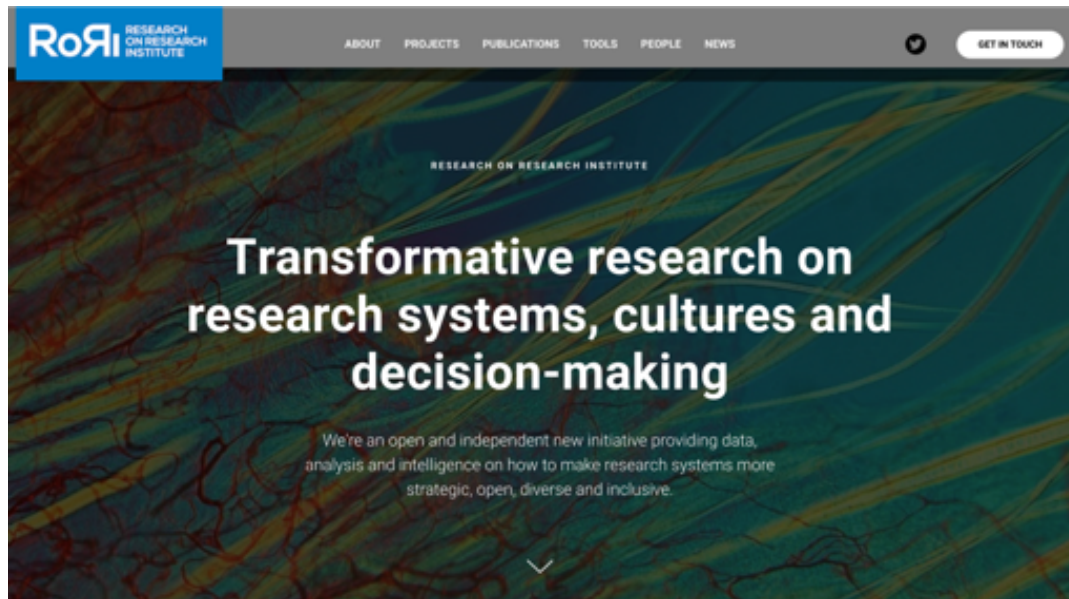 RoЯI RESEARCH
ON RESEARCH
INSTITUTE
ABOUT PROJECTS PUBLICATIONS TOOLS PEOPLE NEWS
GET IN TOUCH
RESEARCH ON RESEARCH INSTITUTE
Transformative research on
research systems, cultures and
decision-making
We're an open and independent new initiative providing data,
analysis and intelligence on how to make research systems more
strategic, open, diverse and inclusive.